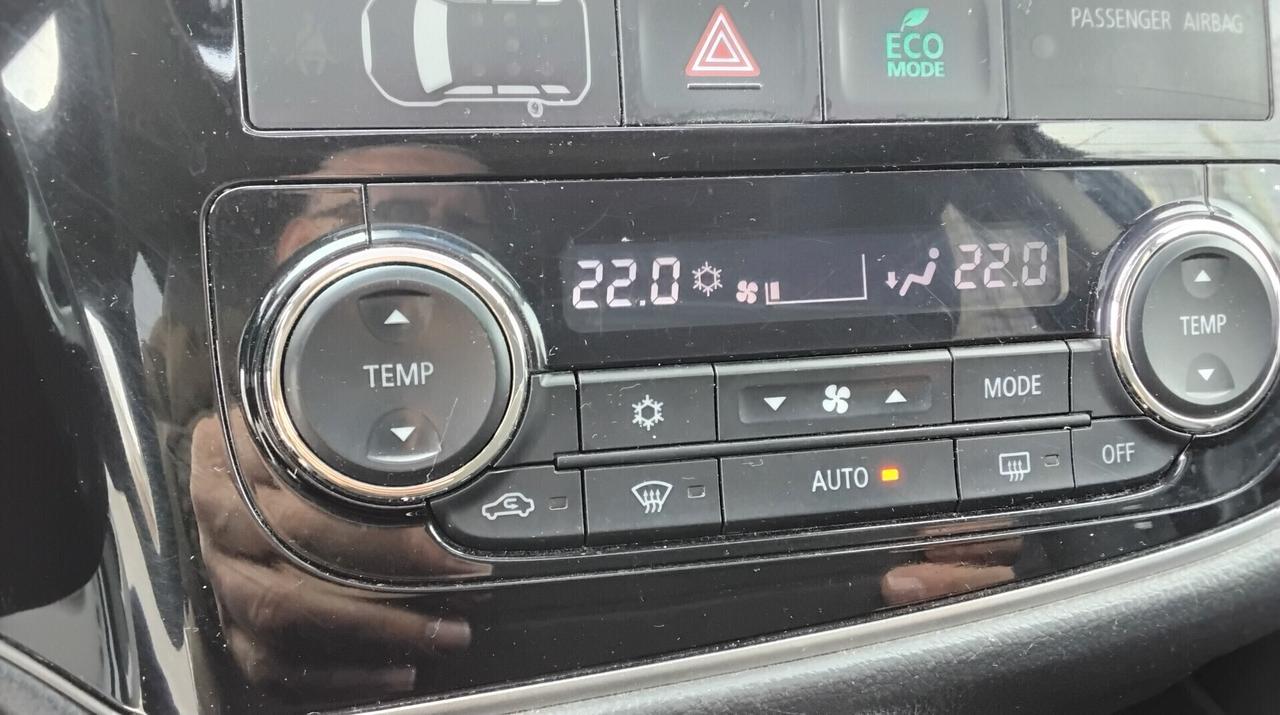 ECO
MODE
PASSENGER AIRBAG
22.0
22.0
TEMP
TEMP
MODE
AUTO
OFF